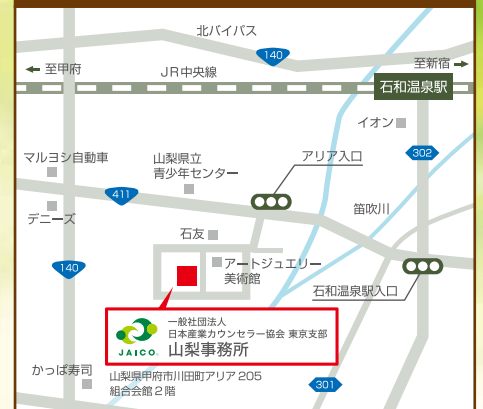 北バイパス
140
至甲府
JR中央線
至新宿
石和温泉駅
イオン
302
マルヨシ自動車
山梨県立
青少年センター
アリア入口
411
笛吹川
デニーズ
石友
140
アートジュエリー
美術館
石和温泉駅入口
一般社団法人
日本産業カウンセラー協会 東京支部
JAICO.
山梨事務所
かっぱ寿司
山梨県甲府市川田町アリア205
組合会館2階
301